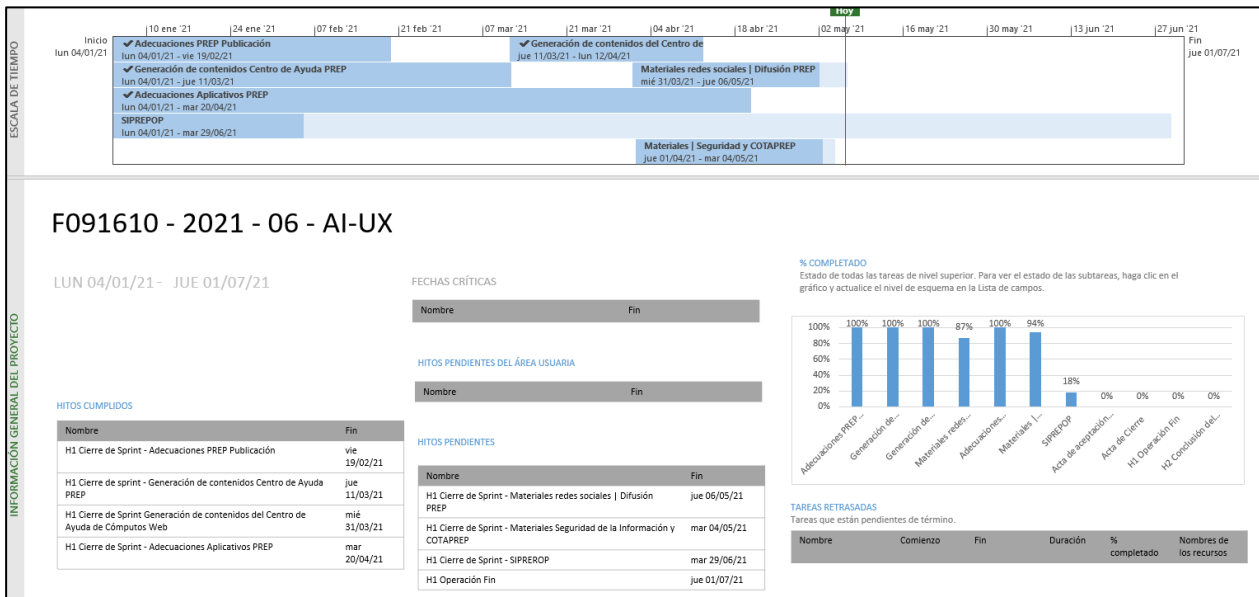 Hoy
10 ene '21 24 ene '21 07 feb '21 21 feb '21 07 mar '21 21 mar '21 04 abr '21 18 abr '21 02 may '21 16 may '21 30 may '21 13 jun '21 27 jun '21
Inicio
lun 04/01/21
Fin
jue 01/07/21
ESCALA DE TIEMPO
✔Adecuaciones PREP Publicación
lun 04/01/21 - vie 19/02/21
✔Generación de contenidos del Centro de
jue 11/03/21 - lun 12/04/21
✔Generación de contenidos Centro de Ayuda PREP
lun 04/01/21 - jue 11/03/21
Materiales redes sociales | Difusión PREP
mié 31/03/21 - jue 06/05/21
✔Adecuaciones Aplicativos PREP
lun 04/01/21 - mar 20/04/21
SIPREPOP
lun 04/01/21 - mar 29/06/21
Materiales | Seguridad y COTAPREP
jue 01/04/21 - mar 04/05/21
INFORMACIÓN GENERAL DEL PROYECTO
F091610 - 2021 - 06 - AI-UX
LUN 04/01/21 - JUE 01/07/21
HITOS CUMPLIDOS
Nombre Fin
H1 Cierre de Sprint - Adecuaciones PREP Publicación vie
19/02/21
H1 Cierre de sprint - Generación de contenidos Centro de Ayuda jue
PREP 11/03/21
H1 Cierre de Sprint Generación de contenidos del Centro de mié
Ayuda de Cómputos Web 31/03/21
H1 Cierre de Sprint - Adecuaciones Aplicativos PREP mar
20/04/21
FECHAS CRÍTICAS
Nombre Fin
HITOS PENDIENTES DEL ÁREA USUARIA
Nombre Fin
HITOS PENDIENTES
Nombre Fin
H1 Cierre de Sprint - Materiales redes sociales | Difusión jue 06/05/21
PREP
H1 Cierre de Sprint - Materiales Seguridad de la Información y mar 04/05/21
COTAPREP
H1 Cierre de Sprint - SIPREROP mar 29/06/21
H1 Operación Fin jue 01/07/21
% COMPLETADO
Estado de todas las tareas de nivel superior. Para ver el estado de las subtareas, haga clic en el
gráfico y actualice el nivel de esquema en la Lista de campos.
100%
80%
60%
40%
20%
0%
100% 100% 100% 87% 100% 94% 18% 0% 0% 0% 0%
Adecuaciones PREP...
Generación de...
Generación de...
Materiales redes...
Adecuaciones...
Materiales |...
SIPREPOP
Acta de aceptación...
Acta de Cierre
H1 Operación Fin
H2 Conclusión del...
TAREAS RETRASADAS
Tareas que están pendientes de término.
Nombre Comienzo Fin Duración % Nombres de
completado los recursos